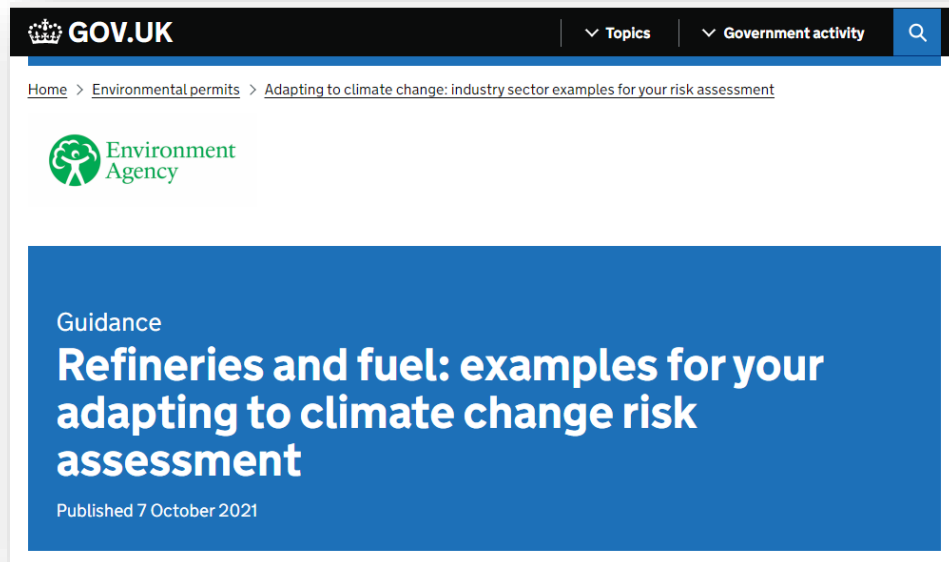 GOV.UK
Topics
Government activity
Home > Environmental permits > Adapting to climate change: industry sector examples for your risk assessment
Environment
Agency
Guidance
Refineries and fuel: examples for your
adapting to climate change risk
assessment
Published 7 October 2021